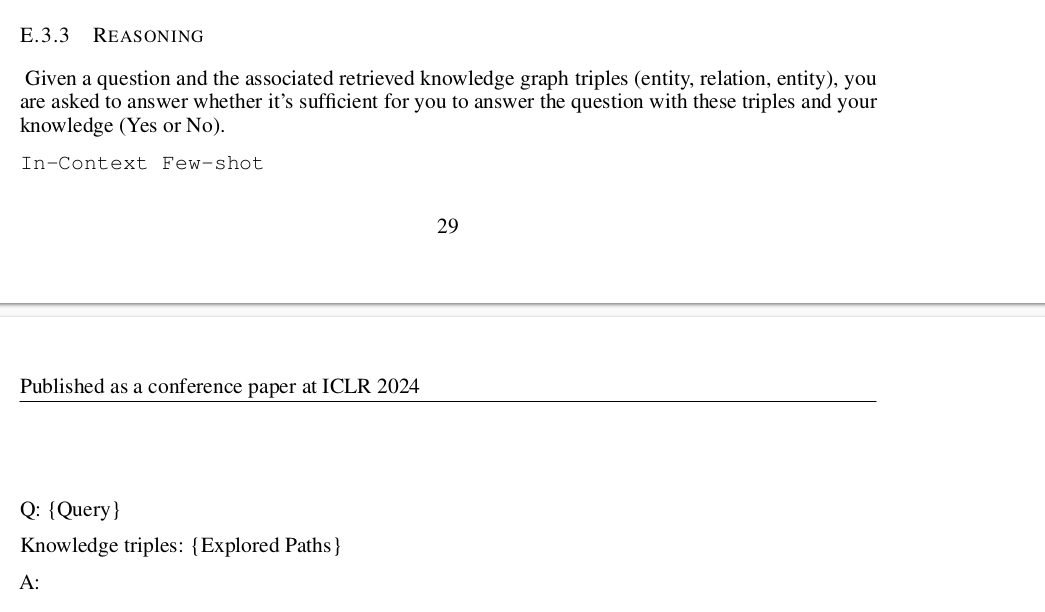 E.3.3 REASONING
Given a question and the associated retrieved knowledge graph triples (entity, relation, entity), you
are asked to answer whether it's sufficient for you to answer the question with these triples and your
knowledge (Yes or No).
In-Context Few-shot
29
Published as a conference paper at ICLR 2024
Q: {Query}
Knowledge triples: {Explored Paths}
A: